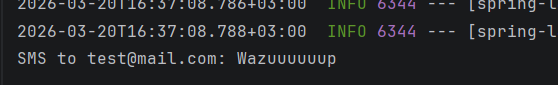 2026-03-20T16:37:08.786+03:00  INFO 6344 --- [spring-l
2026-03-20T16:37:08.819+03:00  INFO 6344 --- [spring-l
SMS to test@mail.com: Wazuuuuuup